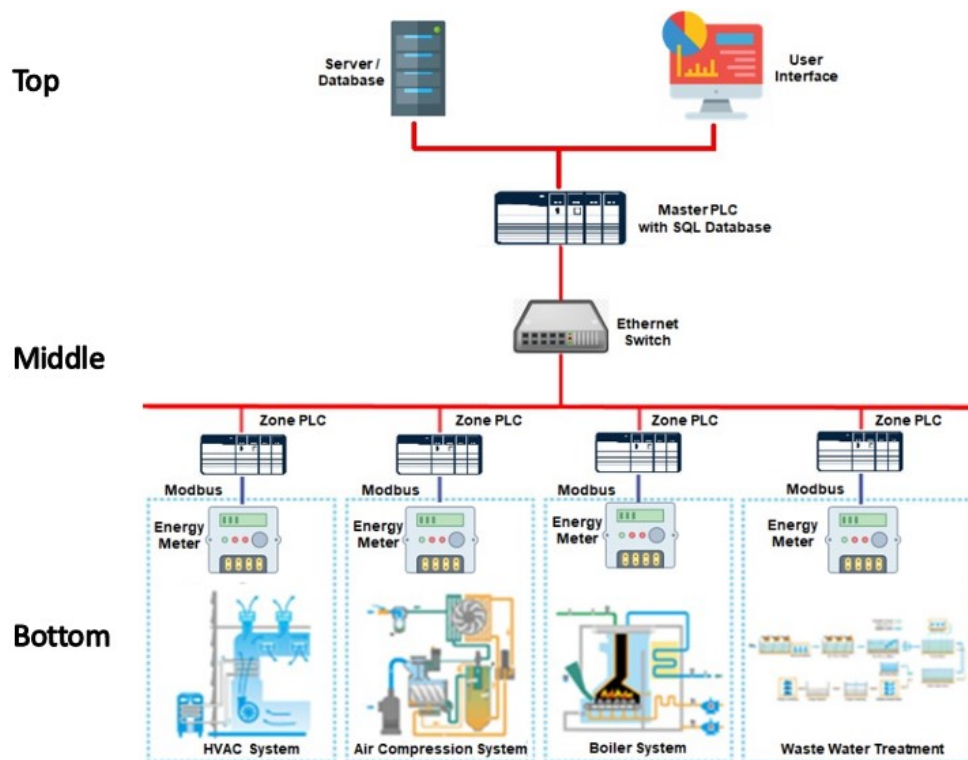 Top
Server /
Database
User
Interface
Master PLC
with SQL Database
Ethernet
Switch
Middle
Zone PLC
Zone PLC
Zone PLC
Zone PLC
Modbus
Modbus
Modbus
Modbus
Energy
Meter
Energy
Meter
Energy
Meter
Energy
Meter
Bottom
HVAC System
Air Compression System
Boiler System
Waste Water Treatment